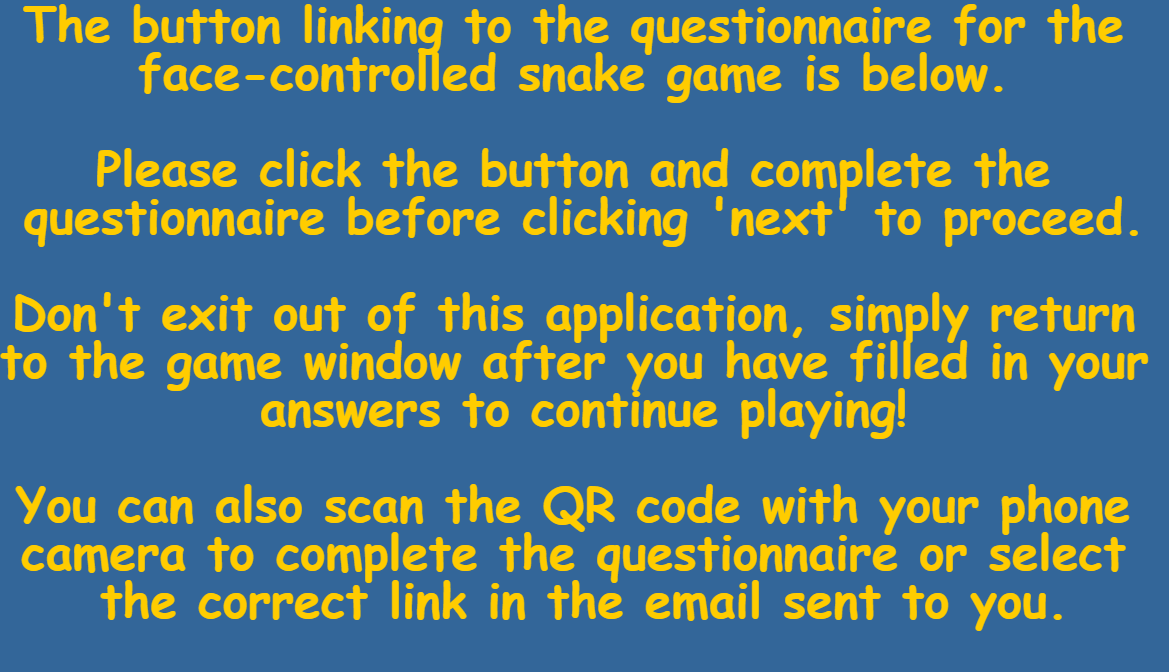 The button linking to the questionnaire for the
face-controlled snake game is below.
Please click the button and complete the
questionnaire before clicking 'next' to proceed.
Don't exit out of this application, simply return
to the game window after you have filled in your
answers to continue playing!
You can also scan the QR code with your phone
camera to complete the questionnaire or select
the correct link in the email sent to you.